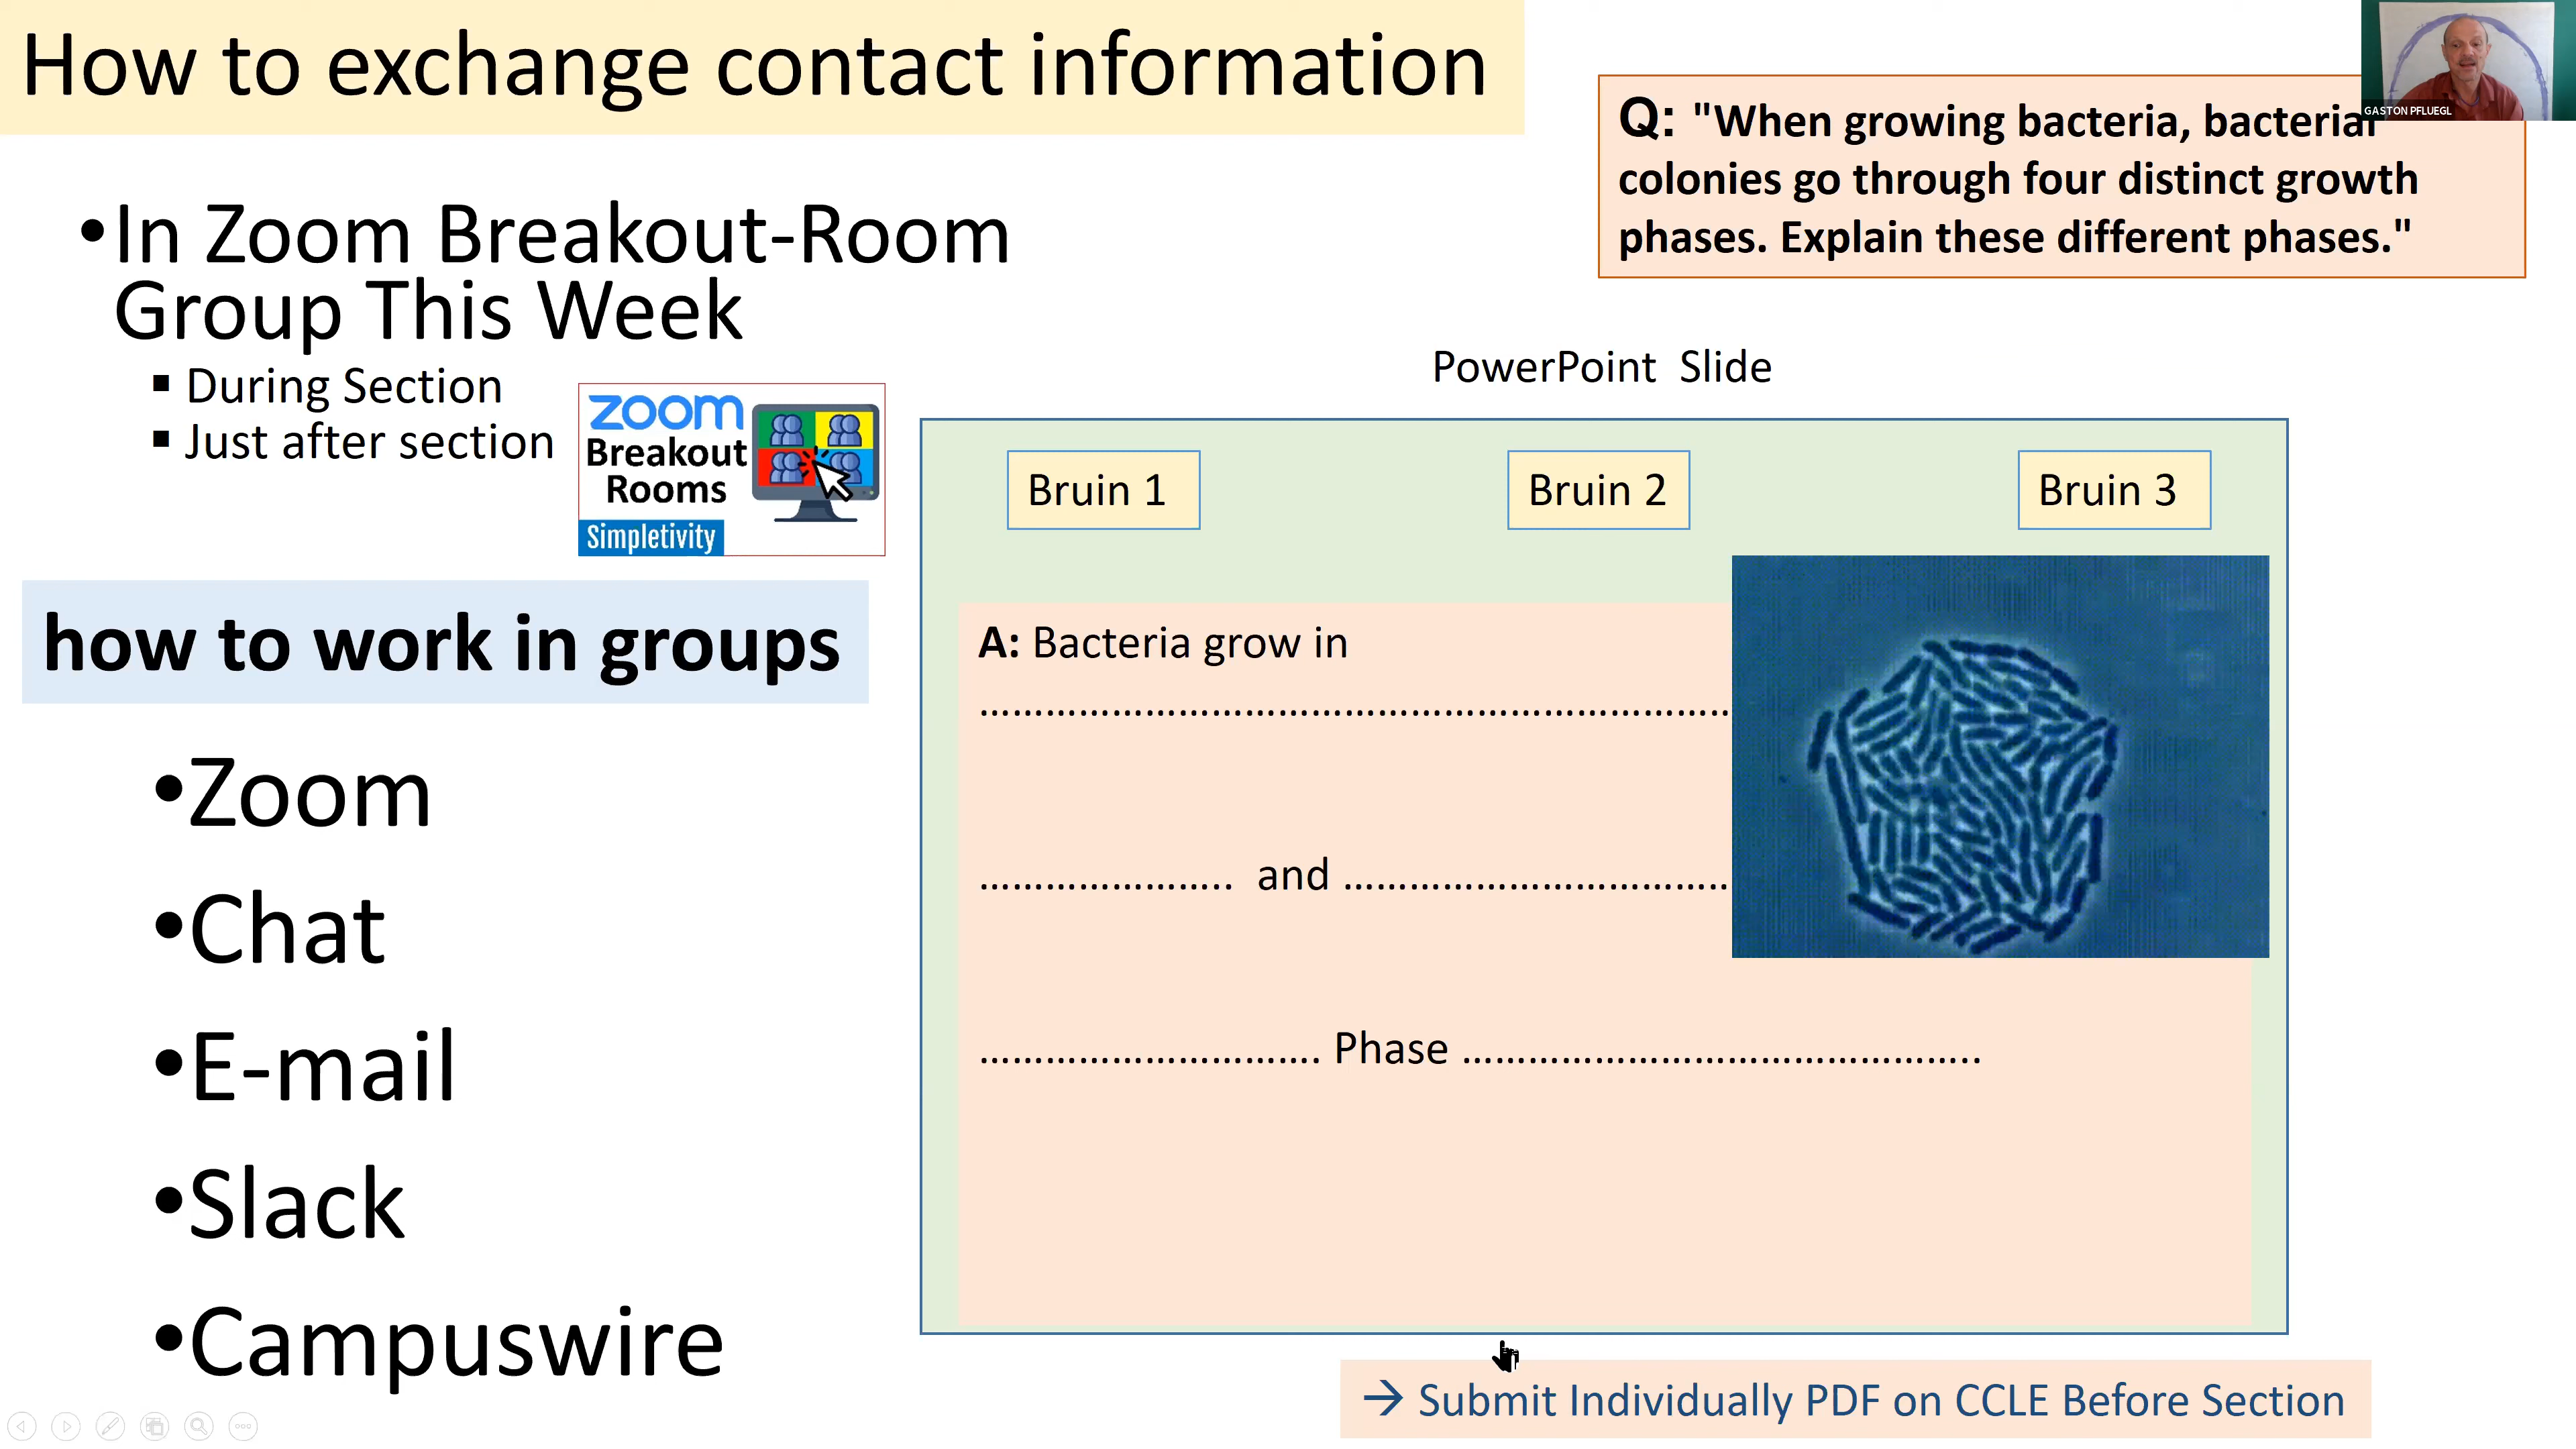 How to exchange contact information
GASTON PFLUEGL
Q: "When growing bacteria, bacterial
colonies go through four distinct growth
phases. Explain these different phases."
•In Zoom Breakout-Room
Group This Week
▪ During Section
▪ Just after section
zoom
Breakout
Rooms
Simpletivity
how to work in groups
•Zoom
•Chat
•E-mail
•Slack
•Campuswire
PowerPoint Slide
Bruin 1
Bruin 2
Bruin 3
A: Bacteria grow in
……………………………………………………………
………………….. and ………………………………
…………………………. Phase ……………………………………..
→ Submit Individually PDF on CCLE Before Section